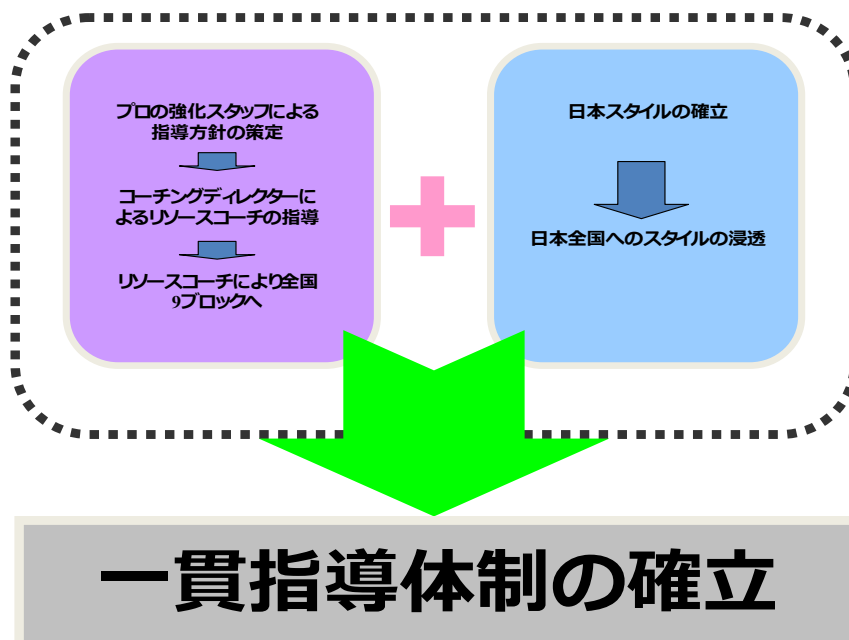 プロの強化スタッフによる
指導方針の策定
コーチングディレクターに
よるリソースコーチの指導
リソースコーチにより全国
9ブロックへ
日本スタイルの確立
日本全国へのスタイルの浸透
一貫指導体制の確立